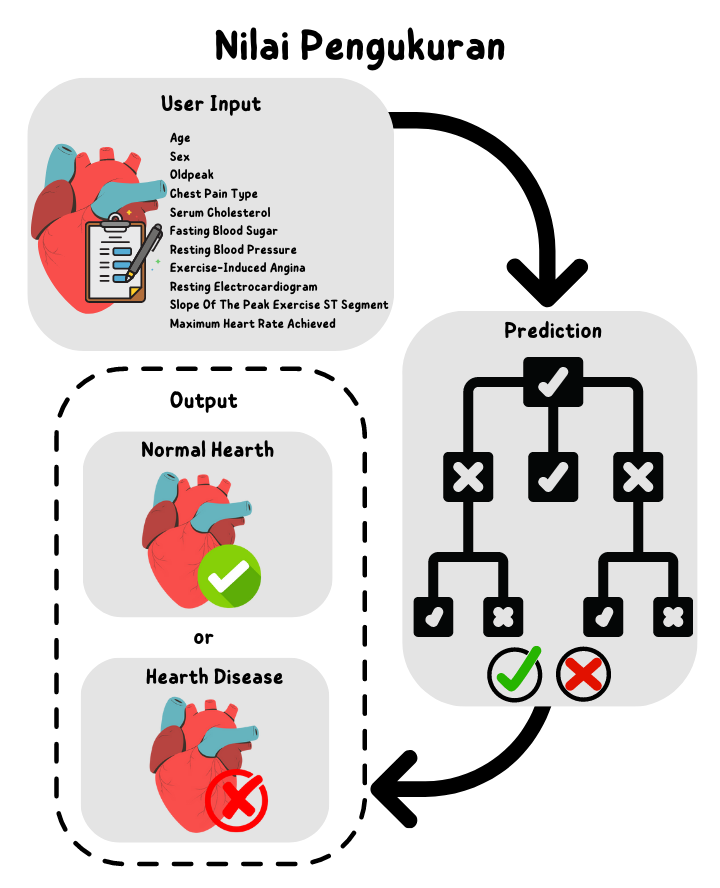 Nilai Pengukuran
User Input
Age
Sex
Oldpeak
Chest Pain Type
Serum Cholesterol
Fasting Blood Sugar
Resting Blood Pressure
Exercise-Induced Angina
Resting Electrocardiogram
Slope Of The Peak Exercise ST Segment
Maximum Heart Rate Achieved
Prediction
Output
Normal Hearth
or
Hearth Disease